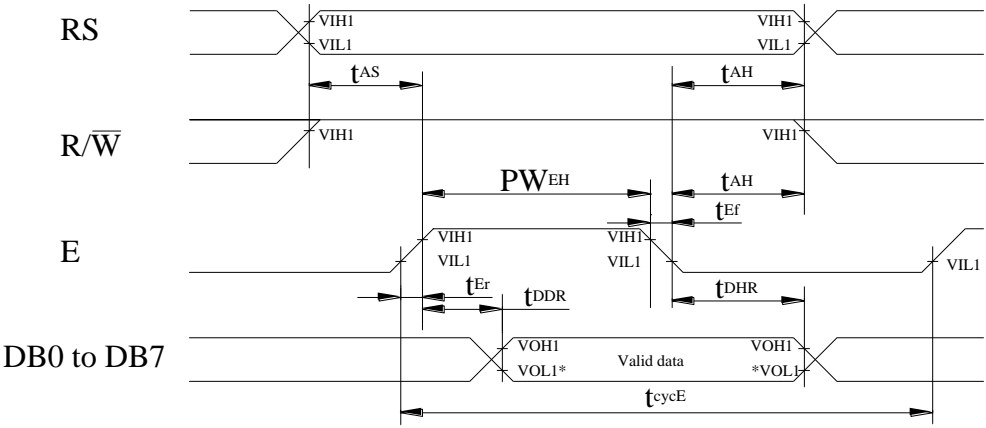 RS VIH1 VIH1
VIL1 VIL1
tAS tAH
R/W̅ VIH1 VIH1
PWEH tAH
tEf
E VIH1 VIH1
VIL1 VIL1 VIL1
tEr tDDR tDHR
DB0 to DB7 VOH1 Valid data VOH1
VOL1* *VOL1
tcycE